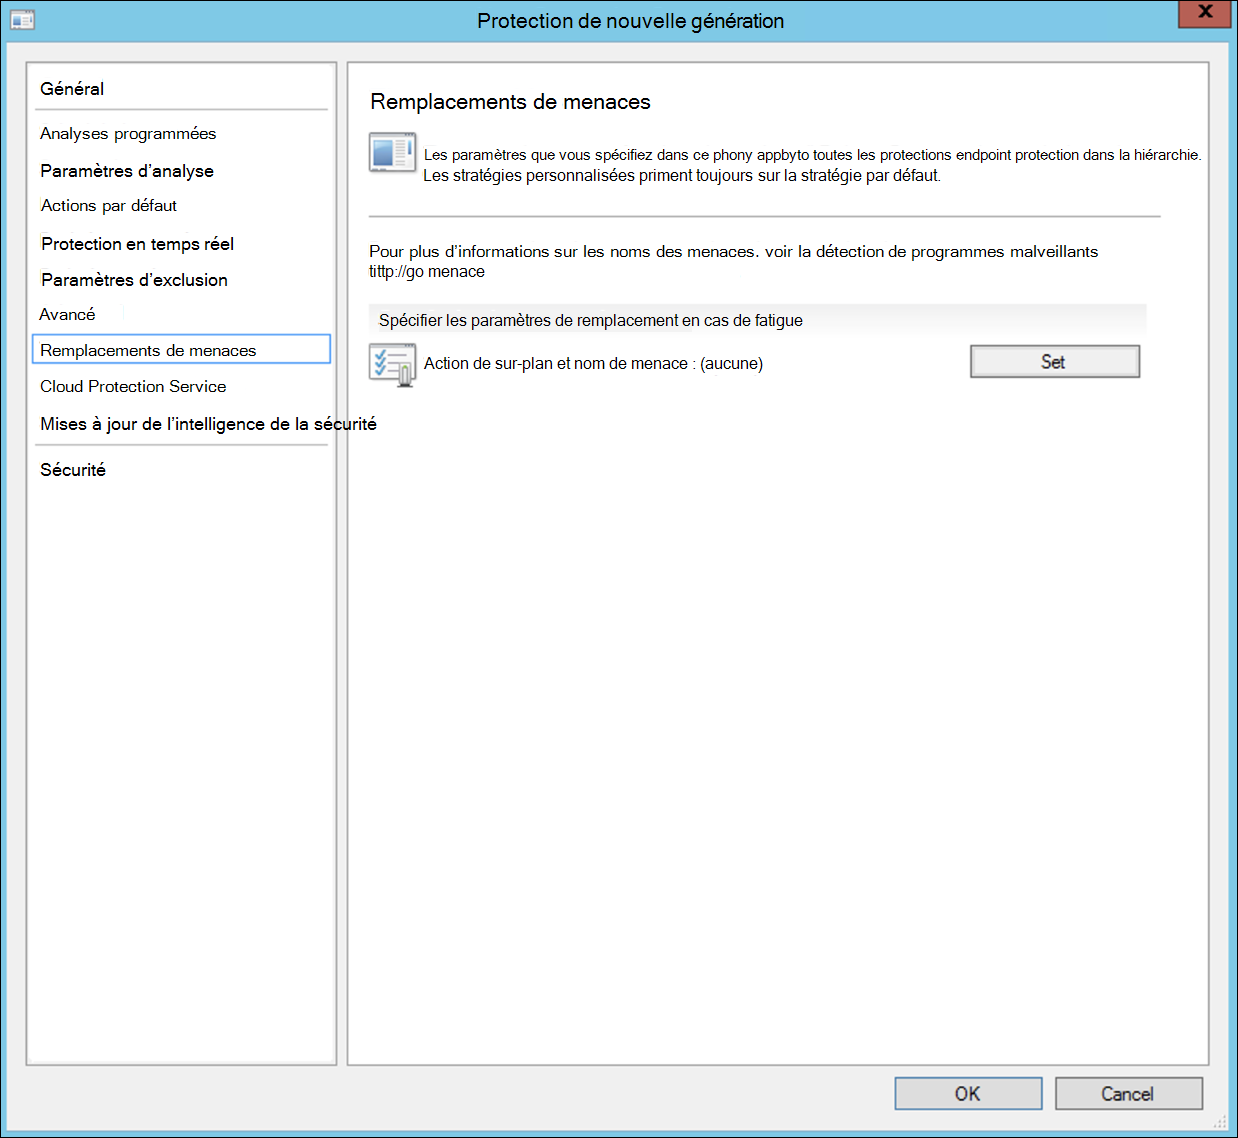 Protection de nouvelle génération
X
Général
Analyses programmées
Paramètres d'analyse
Actions par défaut
Protection en temps réel
Paramètres d'exclusion
Avancé
Remplacements de menaces
Cloud Protection Service
Mises à jour de l'intelligence de la sécurité
Sécurité
Remplacements de menaces
Les paramètres que vous spécifiez dans ce phony appbyto toutes les protections endpoint protection dans la hiérarchie.
Les stratégies personnalisées priment toujours sur la stratégie par défaut.
Pour plus d'informations sur les noms des menaces. voir la détection de programmes malveillants
tittp://go menace
Spécifier les paramètres de remplacement en cas de fatigue
Action de sur-plan et nom de menace : (aucune)
Set
OK
Cancel